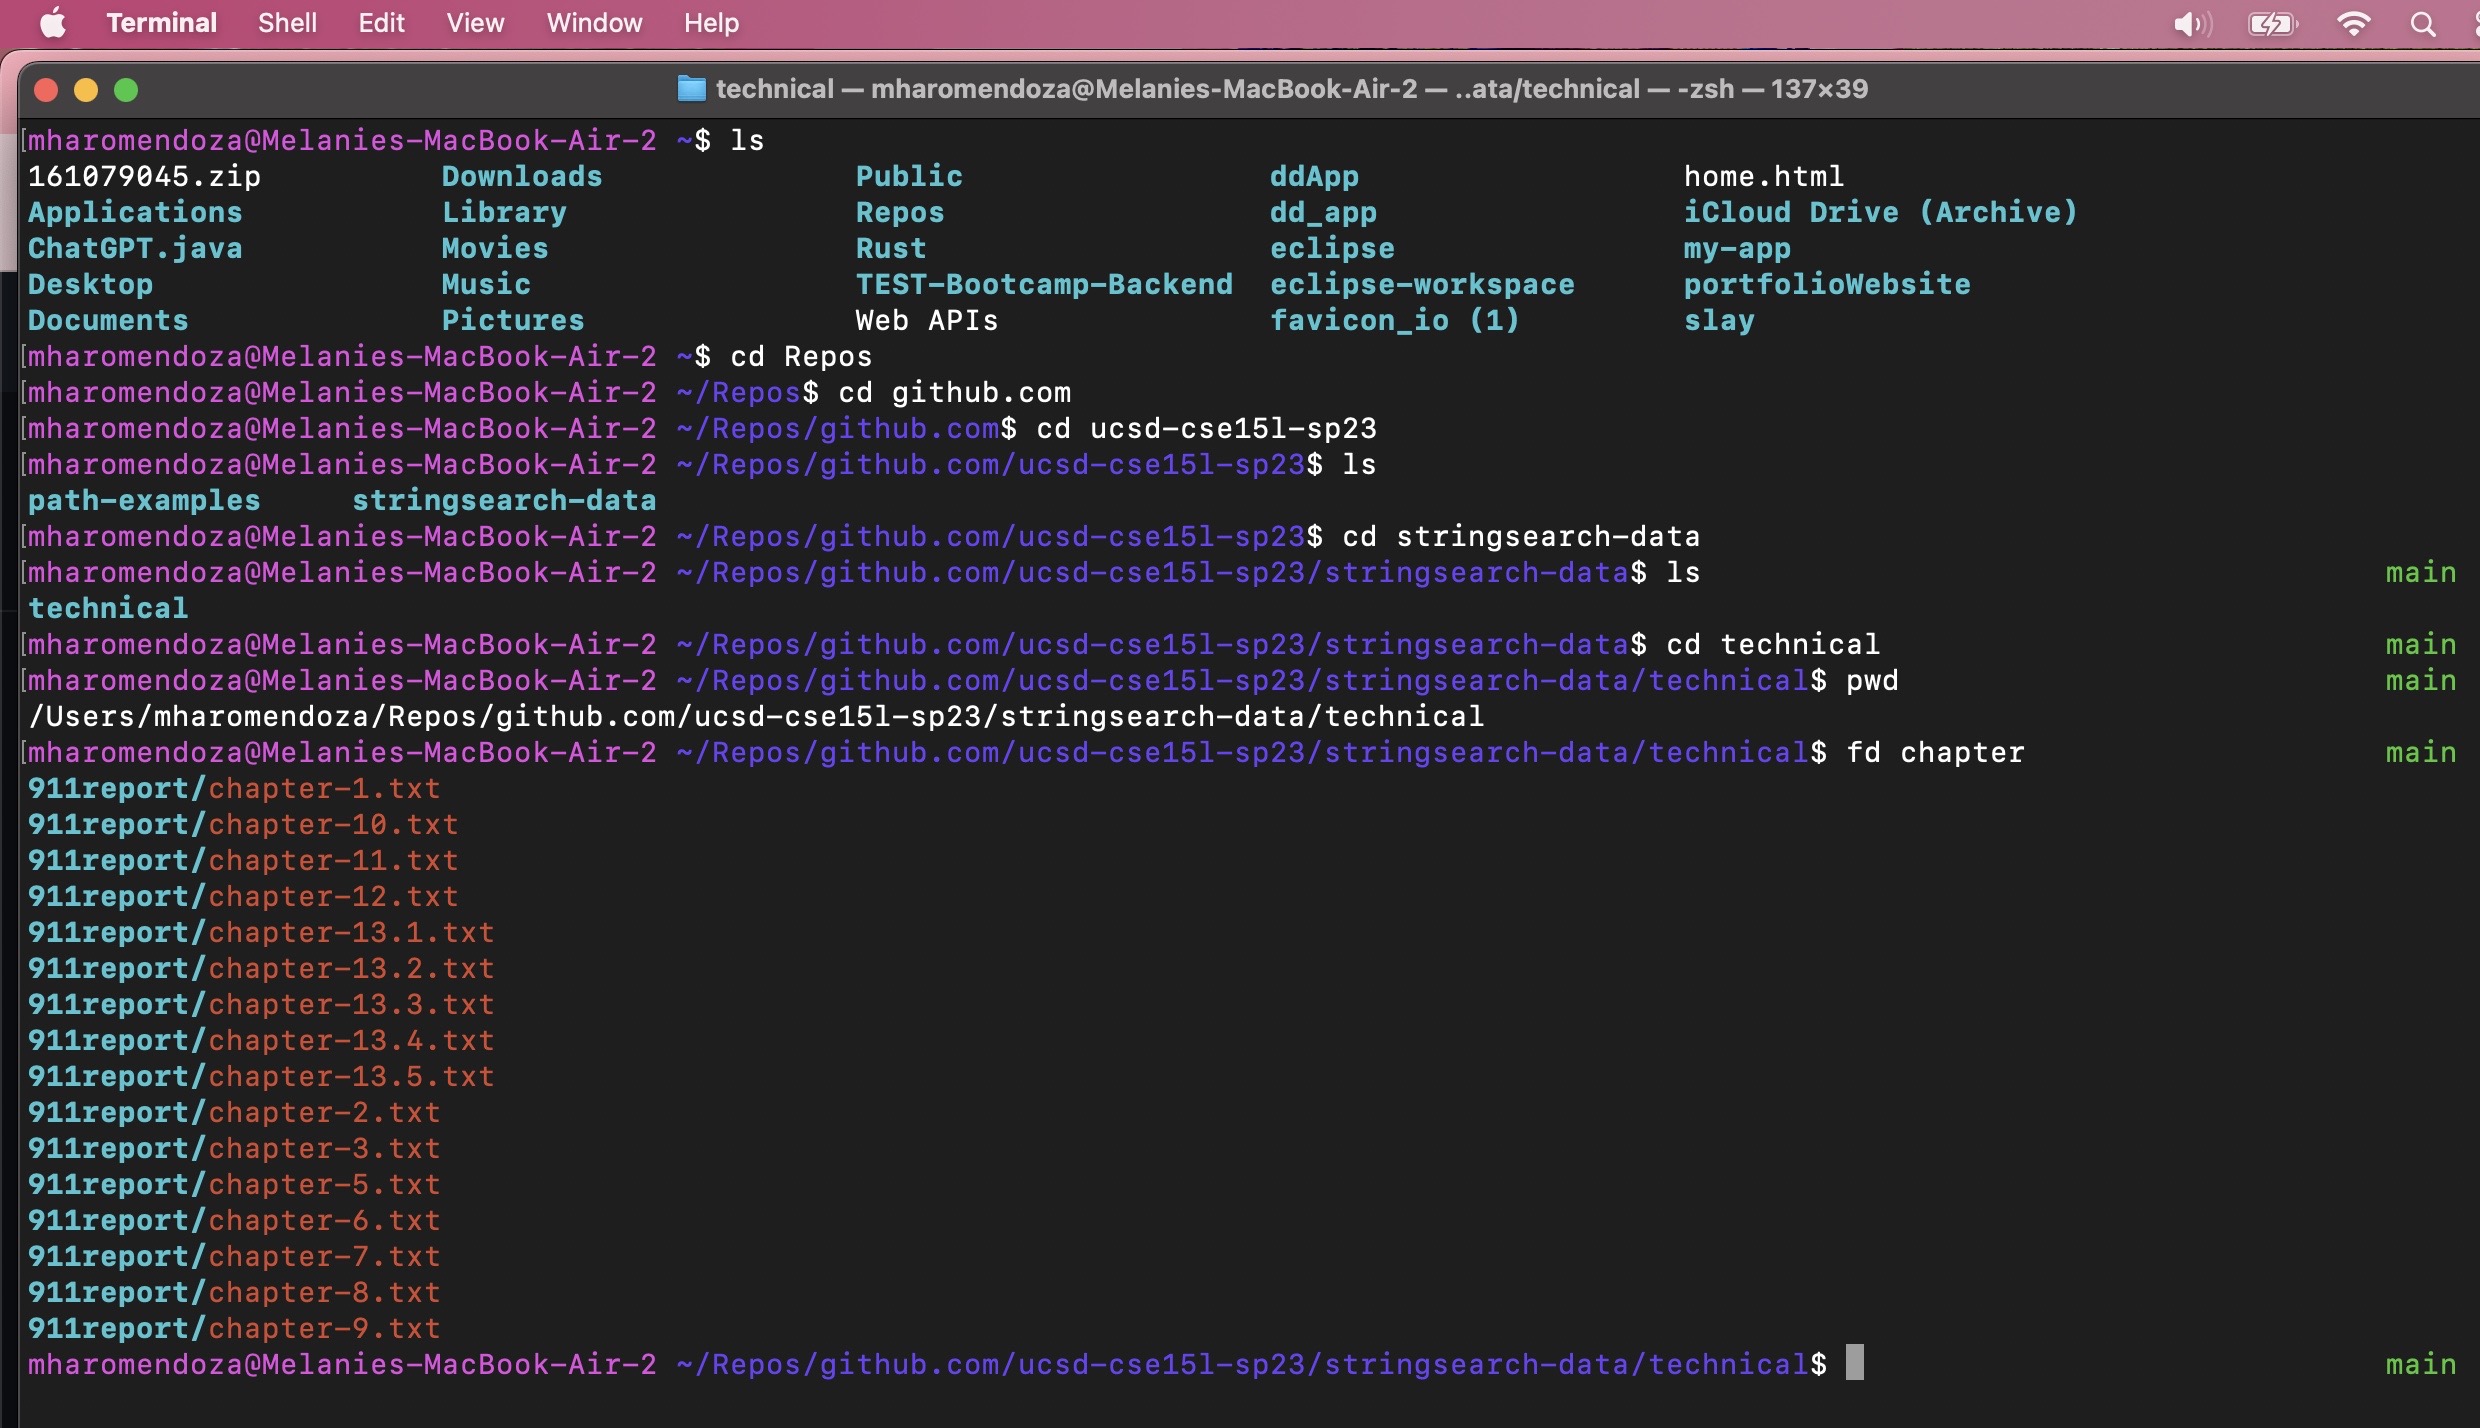 Terminal Shell Edit View Window Help
technical — mharomendoza@Melanies-MacBook-Air-2 — ..ata/technical — -zsh — 137×39
[mharomendoza@Melanies-MacBook-Air-2 ~$ ls
161079045.zip Downloads Public ddApp home.html
Applications Library Repos dd_app iCloud Drive (Archive)
ChatGPT.java Movies Rust eclipse my-app
Desktop Music TEST-Bootcamp-Backend eclipse-workspace portfolioWebsite
Documents Pictures Web APIs favicon_io (1) slay
[mharomendoza@Melanies-MacBook-Air-2 ~$ cd Repos
[mharomendoza@Melanies-MacBook-Air-2 ~/Repos$ cd github.com
[mharomendoza@Melanies-MacBook-Air-2 ~/Repos/github.com$ cd ucsd-cse15l-sp23
[mharomendoza@Melanies-MacBook-Air-2 ~/Repos/github.com/ucsd-cse15l-sp23$ ls
path-examples stringsearch-data
[mharomendoza@Melanies-MacBook-Air-2 ~/Repos/github.com/ucsd-cse15l-sp23$ cd stringsearch-data
[mharomendoza@Melanies-MacBook-Air-2 ~/Repos/github.com/ucsd-cse15l-sp23/stringsearch-data$ ls main
technical
[mharomendoza@Melanies-MacBook-Air-2 ~/Repos/github.com/ucsd-cse15l-sp23/stringsearch-data$ cd technical main
[mharomendoza@Melanies-MacBook-Air-2 ~/Repos/github.com/ucsd-cse15l-sp23/stringsearch-data/technical$ pwd main
/Users/mharomendoza/Repos/github.com/ucsd-cse15l-sp23/stringsearch-data/technical
[mharomendoza@Melanies-MacBook-Air-2 ~/Repos/github.com/ucsd-cse15l-sp23/stringsearch-data/technical$ fd chapter main
911report/chapter-1.txt
911report/chapter-10.txt
911report/chapter-11.txt
911report/chapter-12.txt
911report/chapter-13.1.txt
911report/chapter-13.2.txt
911report/chapter-13.3.txt
911report/chapter-13.4.txt
911report/chapter-13.5.txt
911report/chapter-2.txt
911report/chapter-3.txt
911report/chapter-5.txt
911report/chapter-6.txt
911report/chapter-7.txt
911report/chapter-8.txt
911report/chapter-9.txt
mharomendoza@Melanies-MacBook-Air-2 ~/Repos/github.com/ucsd-cse15l-sp23/stringsearch-data/technical$ main